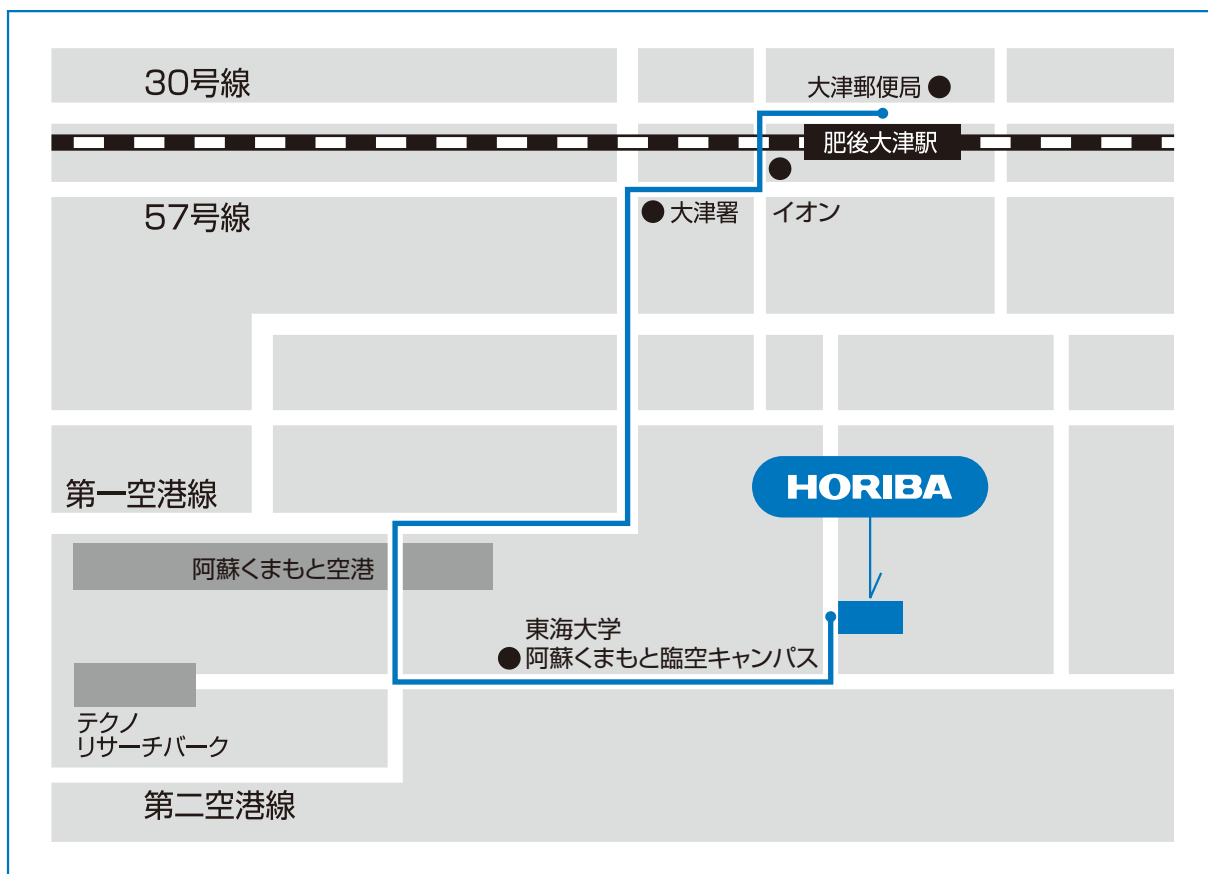 30号線
大津郵便局
肥後大津駅
57号線
大津署
イオン
第一空港線
HORIBA
阿蘇くまもと空港
東海大学
阿蘇くまもと臨空キャンパス
テクノ
リサーチパーク
第二空港線